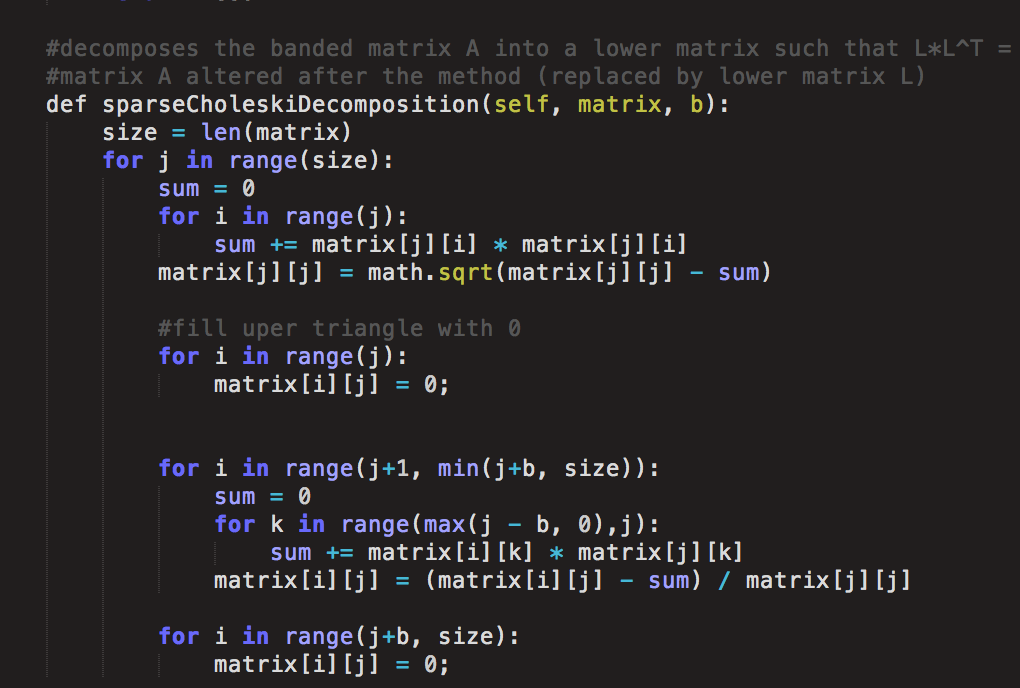 #decomposes the banded matrix A into a lower matrix such that L*L^T =
#matrix A altered after the method (replaced by lower matrix L)
def sparseCholeskiDecomposition(self, matrix, b):
    size = len(matrix)
    for j in range(size):
        sum = 0
        for i in range(j):
            sum += matrix[j][i] * matrix[j][i]
        matrix[j][j] = math.sqrt(matrix[j][j] - sum)

        #fill uper triangle with 0
        for i in range(j):
            matrix[i][j] = 0;

        for i in range(j+1, min(j+b, size)):
            sum = 0
            for k in range(max(j - b, 0),j):
                sum += matrix[i][k] * matrix[j][k]
            matrix[i][j] = (matrix[i][j] - sum) / matrix[j][j]

        for i in range(j+b, size):
            matrix[i][j] = 0;